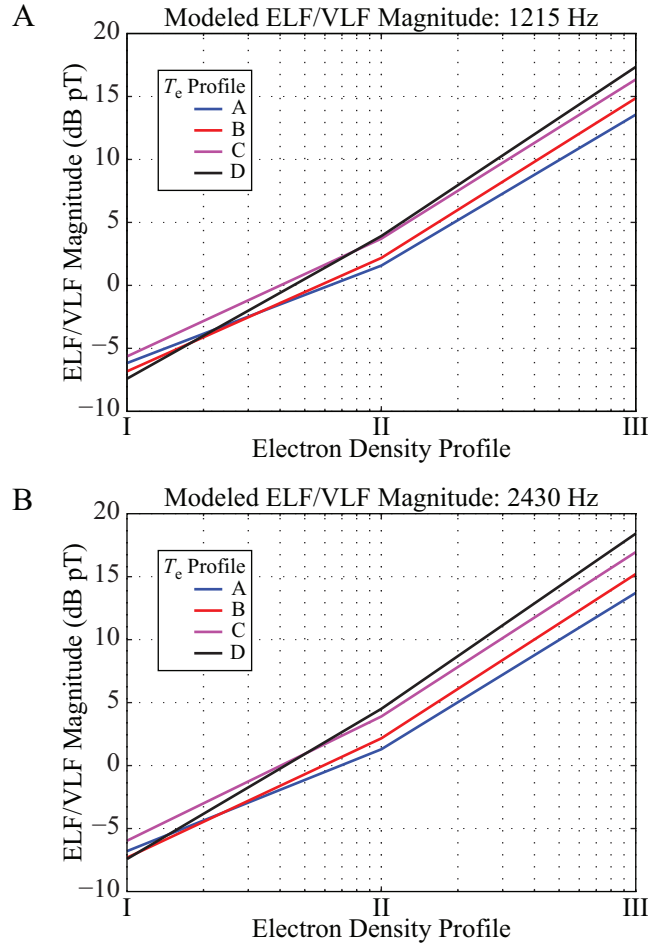 A
Modeled ELF/VLF Magnitude: 1215 Hz
ELF/VLF Magnitude (dB pT)
20
15
10
5
0
−5
−10
Te Profile
A
B
C
D
I II III
Electron Density Profile
B
Modeled ELF/VLF Magnitude: 2430 Hz
ELF/VLF Magnitude (dB pT)
20
15
10
5
0
−5
−10
Te Profile
A
B
C
D
I II III
Electron Density Profile